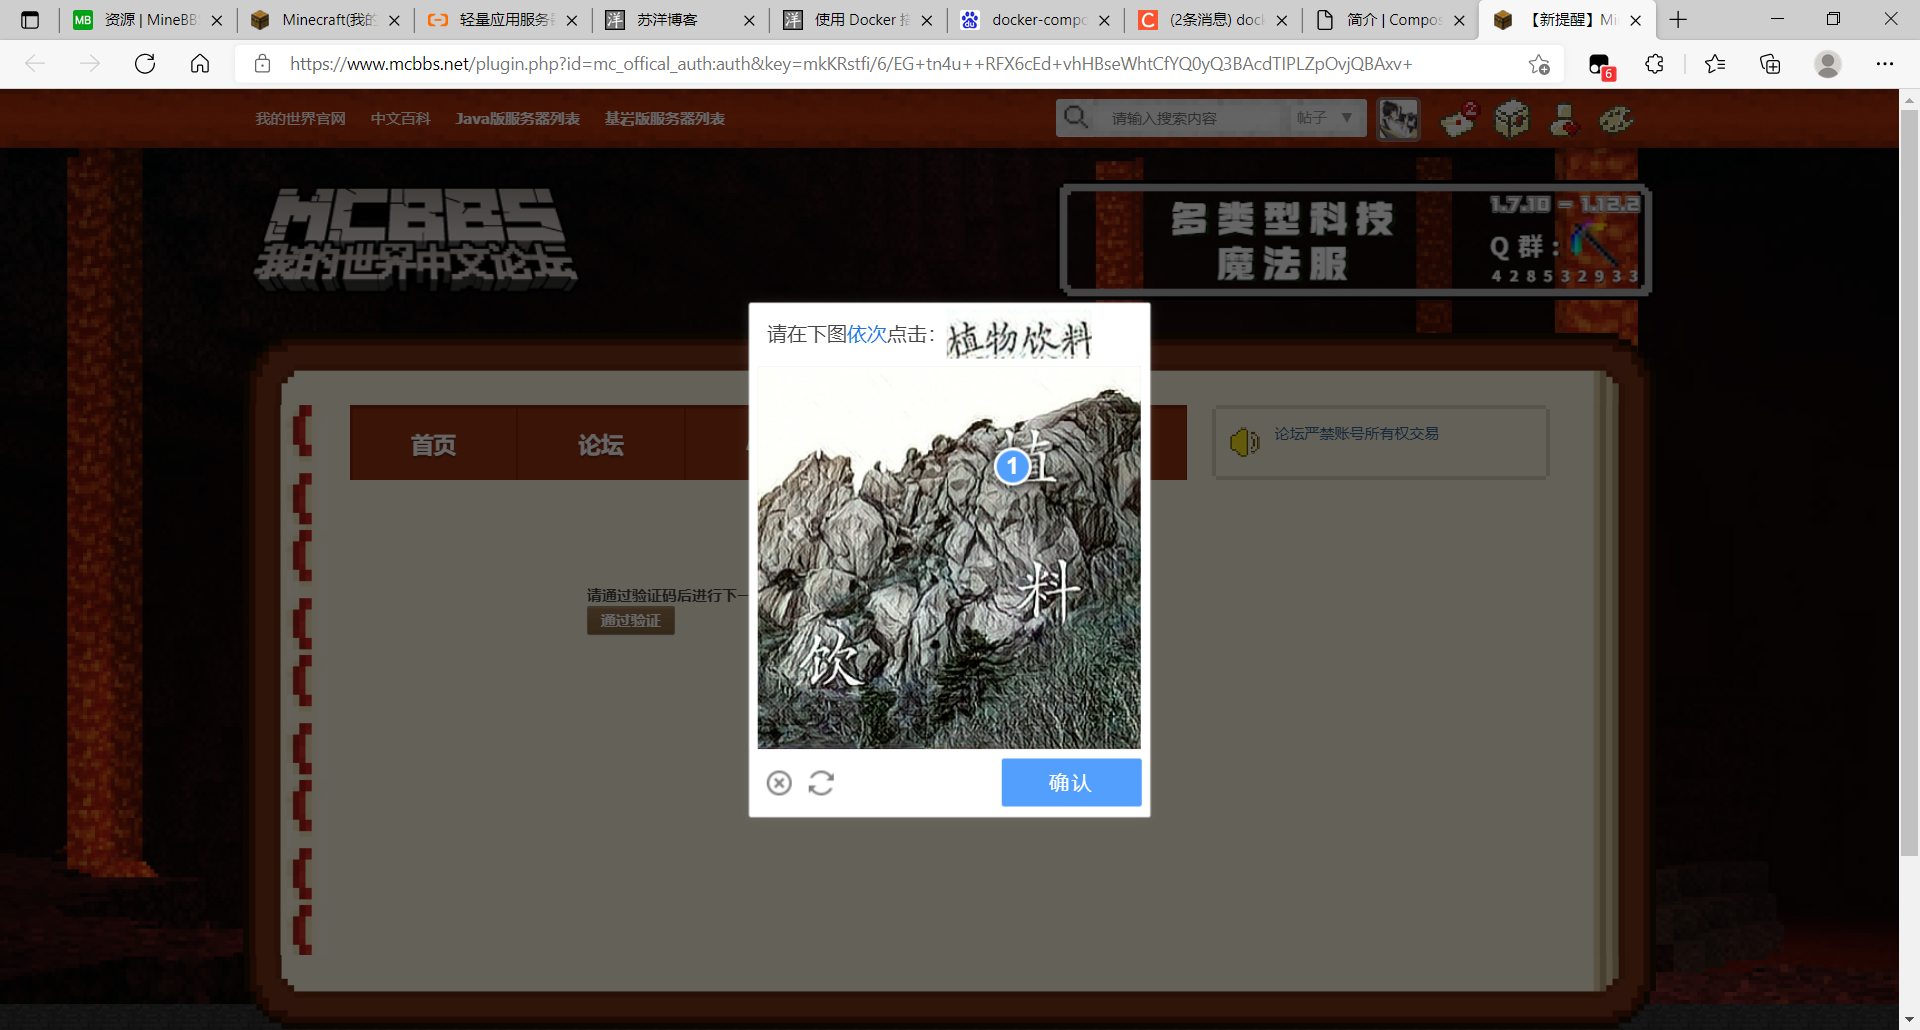 资源 | MineBB
Minecraft(我的
轻量应用服务
苏洋博客
使用 Docker 搭
docker-compo
(2条消息) dock
简介 | Compos
【新提醒】Mi
https://www.mcbbs.net/plugin.php?id=mc_offical_auth:auth&key=mkKRstfi/6/EG+tn4u++RFX6cEd+vhHBseWhtCfYQ0yQ3BAcdTIPLZpOvjQBAxv+
6
我的世界官网 中文百科 Java版服务器列表 基岩版服务器列表
请输入搜索内容 帖子
2
MCBBS
我的世界中文论坛
多类型科技
魔法服
1.7.10 - 1.12.2
Q 群：
428532933
请在下图依次点击： 植物饮料
首页 论坛
论坛严禁账号所有权交易
1
植
料
饮
请通过验证码后进行下一
通过验证
确认